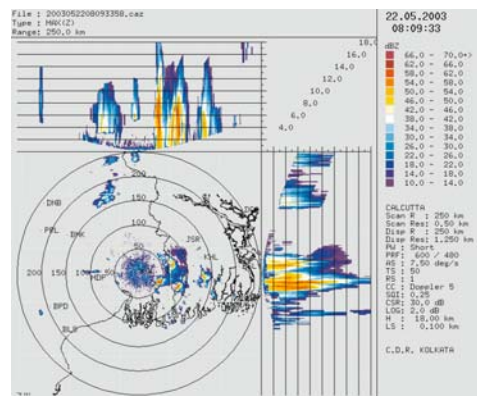 File : 2003052208093358.caz
Type : MAX(Z)
Range: 250.0 km
22.05.2003
08:09:33
18.0
16.0
14.0
12.0
10.0
8.0
6.0
4.0
dBZ
66.0 - 70.0+>
62.0 - 66.0
58.0 - 62.0
54.0 - 58.0
50.0 - 54.0
46.0 - 50.0
42.0 - 46.0
38.0 - 42.0
34.0 - 38.0
30.0 - 34.0
26.0 - 30.0
22.0 - 26.0
18.0 - 22.0
14.0 - 18.0
10.0 - 14.0
200
150
100
50
DHB
PRL
BMK
JSR
KHL
200 150 100 50
MDP
BPD
BLS
CALCUTTA
Scan R : 250 km
Scan Res: 0.50 km
Disp R : 250 km
Disp Res: 1.250 km
PW : Short
PRF: 600 / 480
AS : 7.50 deg/s
TS : 50
RS : 1
CC : Doppler 5
SQI: 0.25
CSR: 30.0 dB
LOG: 2.0 dB
H : 18.00 km
LS : 0.100 km
C.D.R. KOLKATA